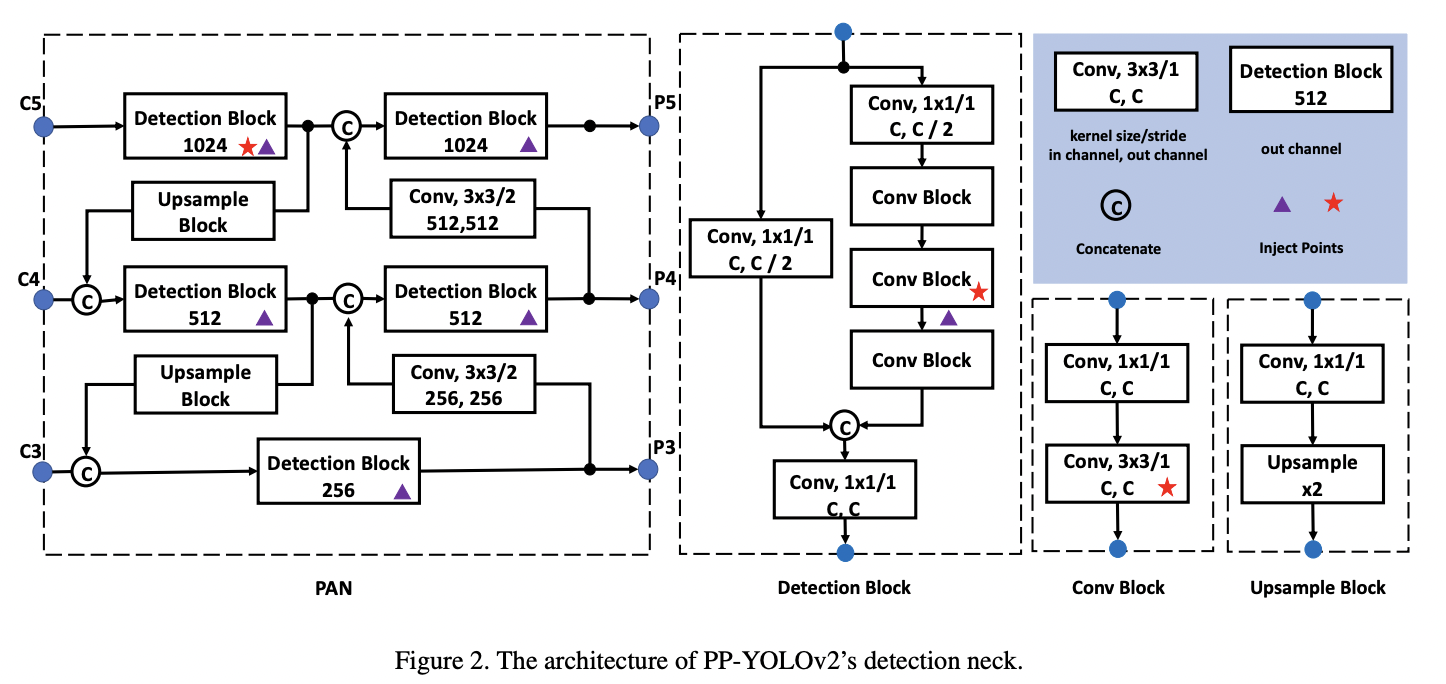 C5
Detection Block
1024
C
Detection Block
1024
P5
Upsample
Block
Conv, 3x3/2
512,512
C4
C
Detection Block
512
C
Detection Block
512
P4
Upsample
Block
Conv, 3x3/2
256, 256
C3
C
Detection Block
256
P3
PAN
Conv, 1x1/1
C, C / 2
Conv Block
Conv, 1x1/1
C, C / 2
Conv Block
Conv Block
C
Conv, 1x1/1
C, C
Detection Block
Conv, 3x3/1
C, C
kernel size/stride
in channel, out channel
Detection Block
512
out channel
C
Concatenate
Inject Points
Conv, 1x1/1
C, C
Conv, 3x3/1
C, C
Conv Block
Conv, 1x1/1
C, C
Upsample
x2
Upsample Block
Figure 2. The architecture of PP-YOLOv2's detection neck.